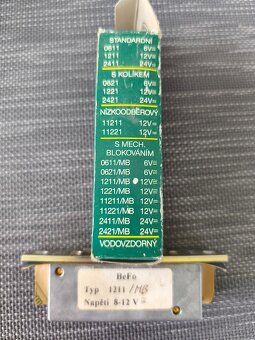 STANDARDNÍ
0611 6V=
1211 12V=
2411 24V=
S KOLÍKEM
0621 6V=
1221 12V=
2421 24V=
NÍZKOODBĚROVÝ
11211 12V=
11221 12V=
S MECH.
BLOKOVÁNÍM
0611/MB 6V=
0621/MB 6V=
1211/MB 12V=
1221/MB 12V=
11211/MB 12V=
11221/MB 12V=
2411/MB 24V=
2421/MB 24V=
VODOVZDORNÝ
BeFo
Typ 1211 /MB
Napětí 8-12 V